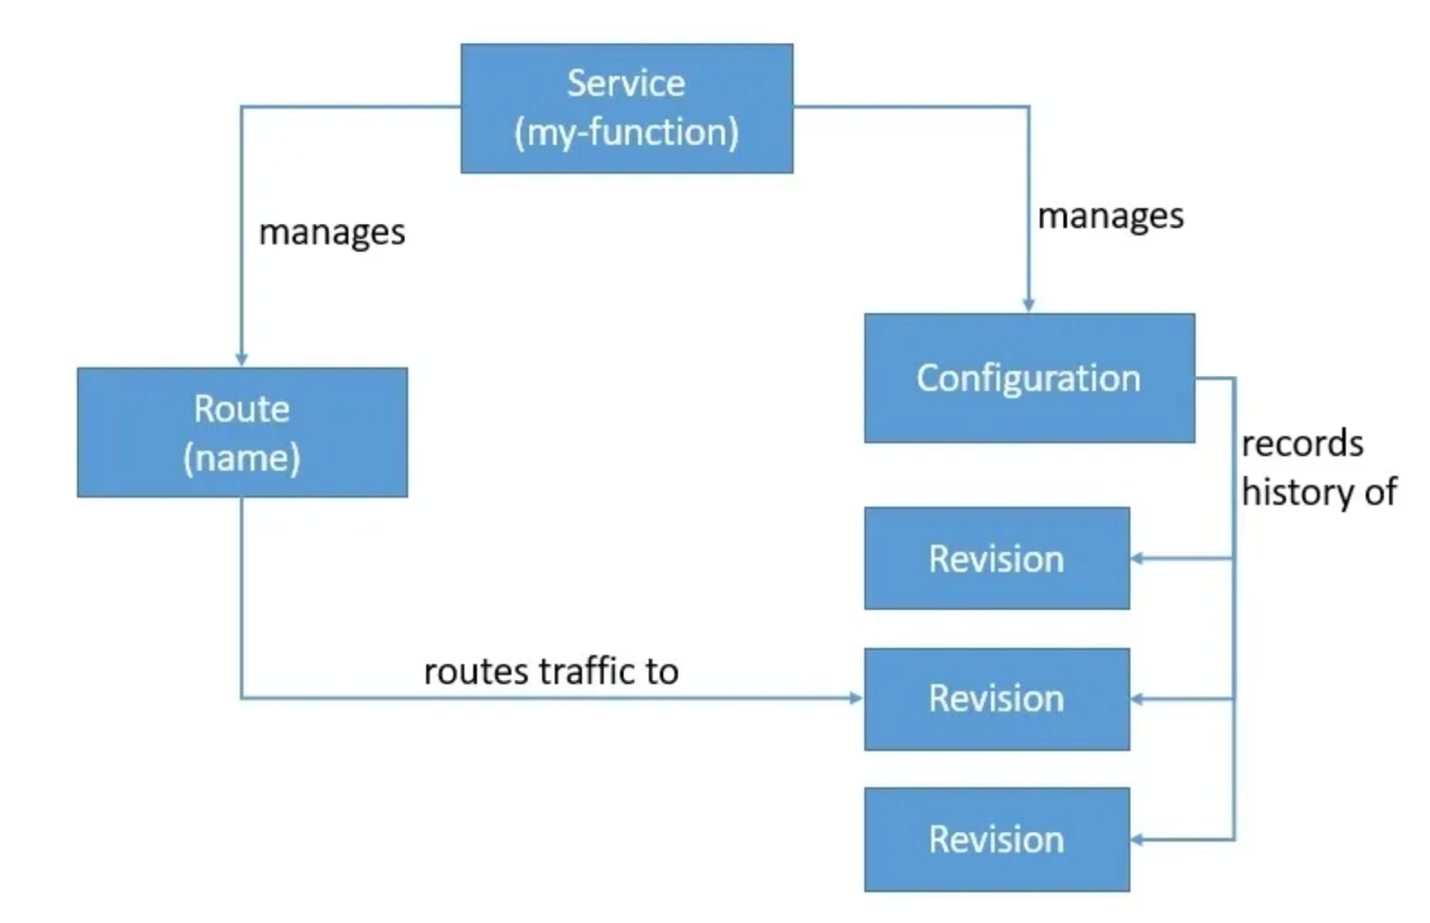 Service
(my-function)
manages
manages
Route
(name)
Configuration
records
history of
Revision
routes traffic to
Revision
Revision